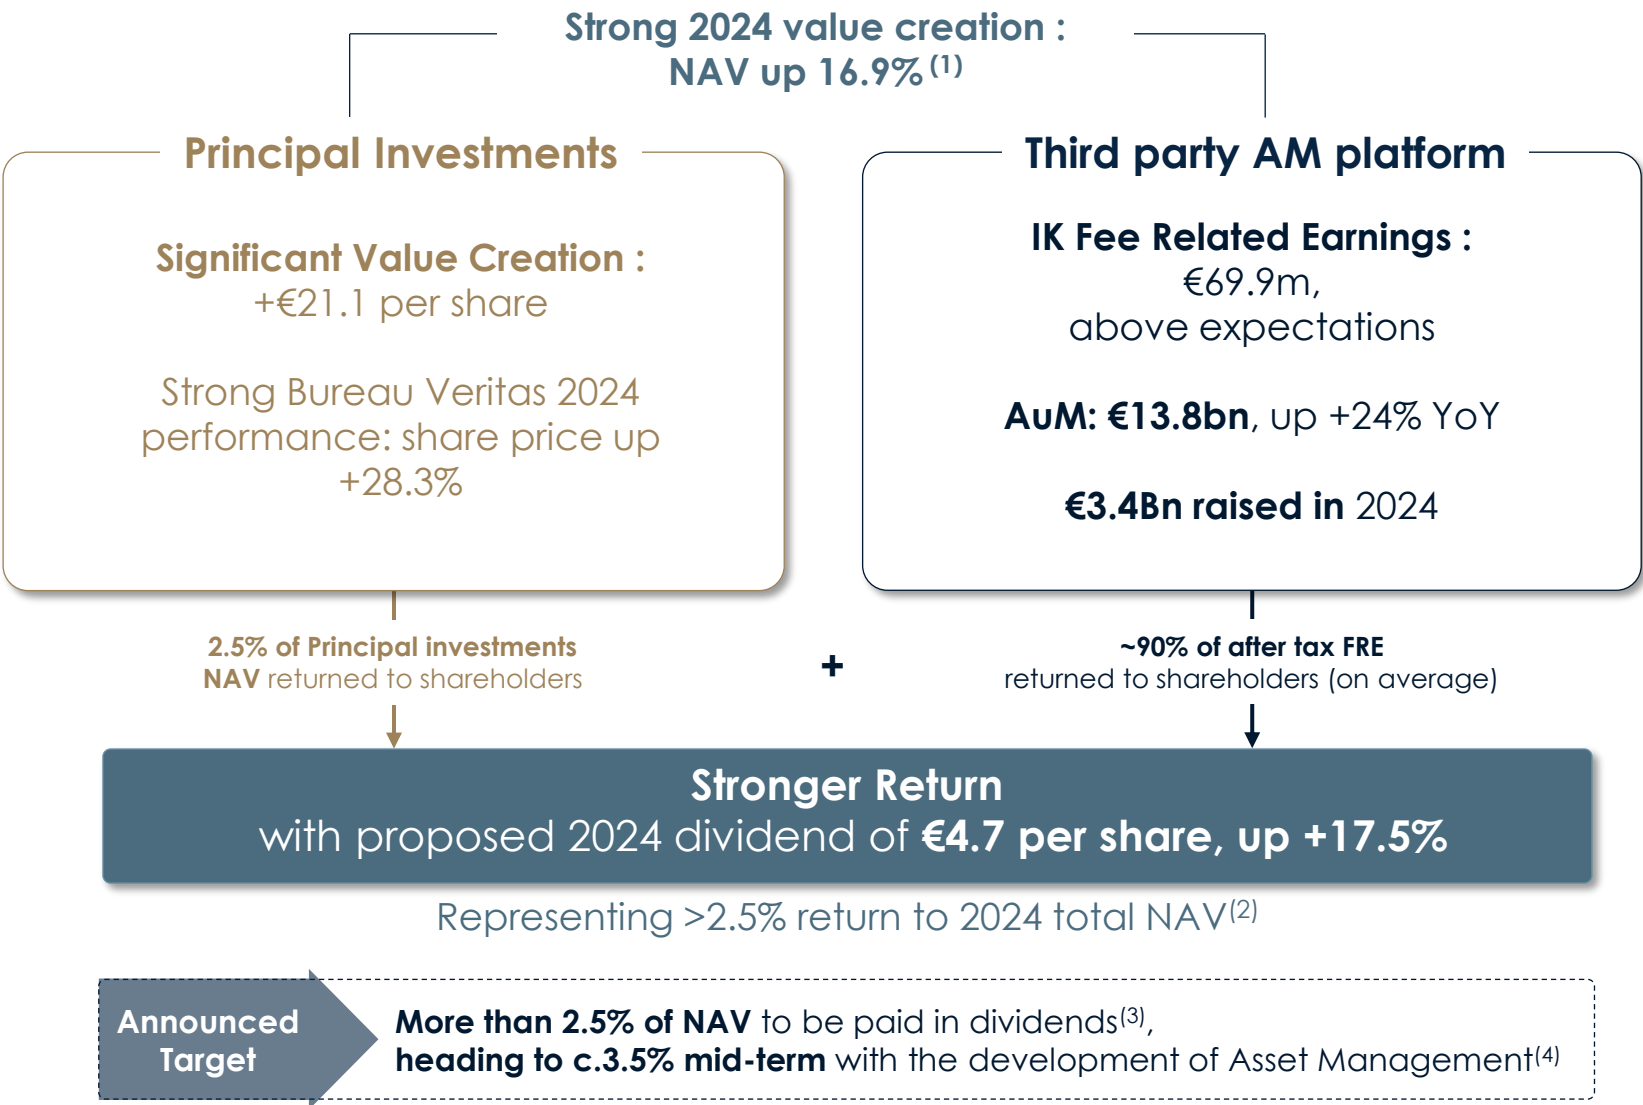 Strong 2024 value creation :
NAV up 16.9% (1)
Principal Investments
Significant Value Creation :
+€21.1 per share
Strong Bureau Veritas 2024
performance: share price up
+28.3%
Third party AM platform
IK Fee Related Earnings :
€69.9m,
above expectations
AuM: €13.8bn, up +24% YoY
€3.4Bn raised in 2024
2.5% of Principal investments
NAV returned to shareholders
+
~90% of after tax FRE
returned to shareholders (on average)
Stronger Return
with proposed 2024 dividend of €4.7 per share, up +17.5%
Representing >2.5% return to 2024 total NAV(2)
Announced
Target
More than 2.5% of NAV to be paid in dividends(3),
heading to c.3.5% mid-term with the development of Asset Management(4)